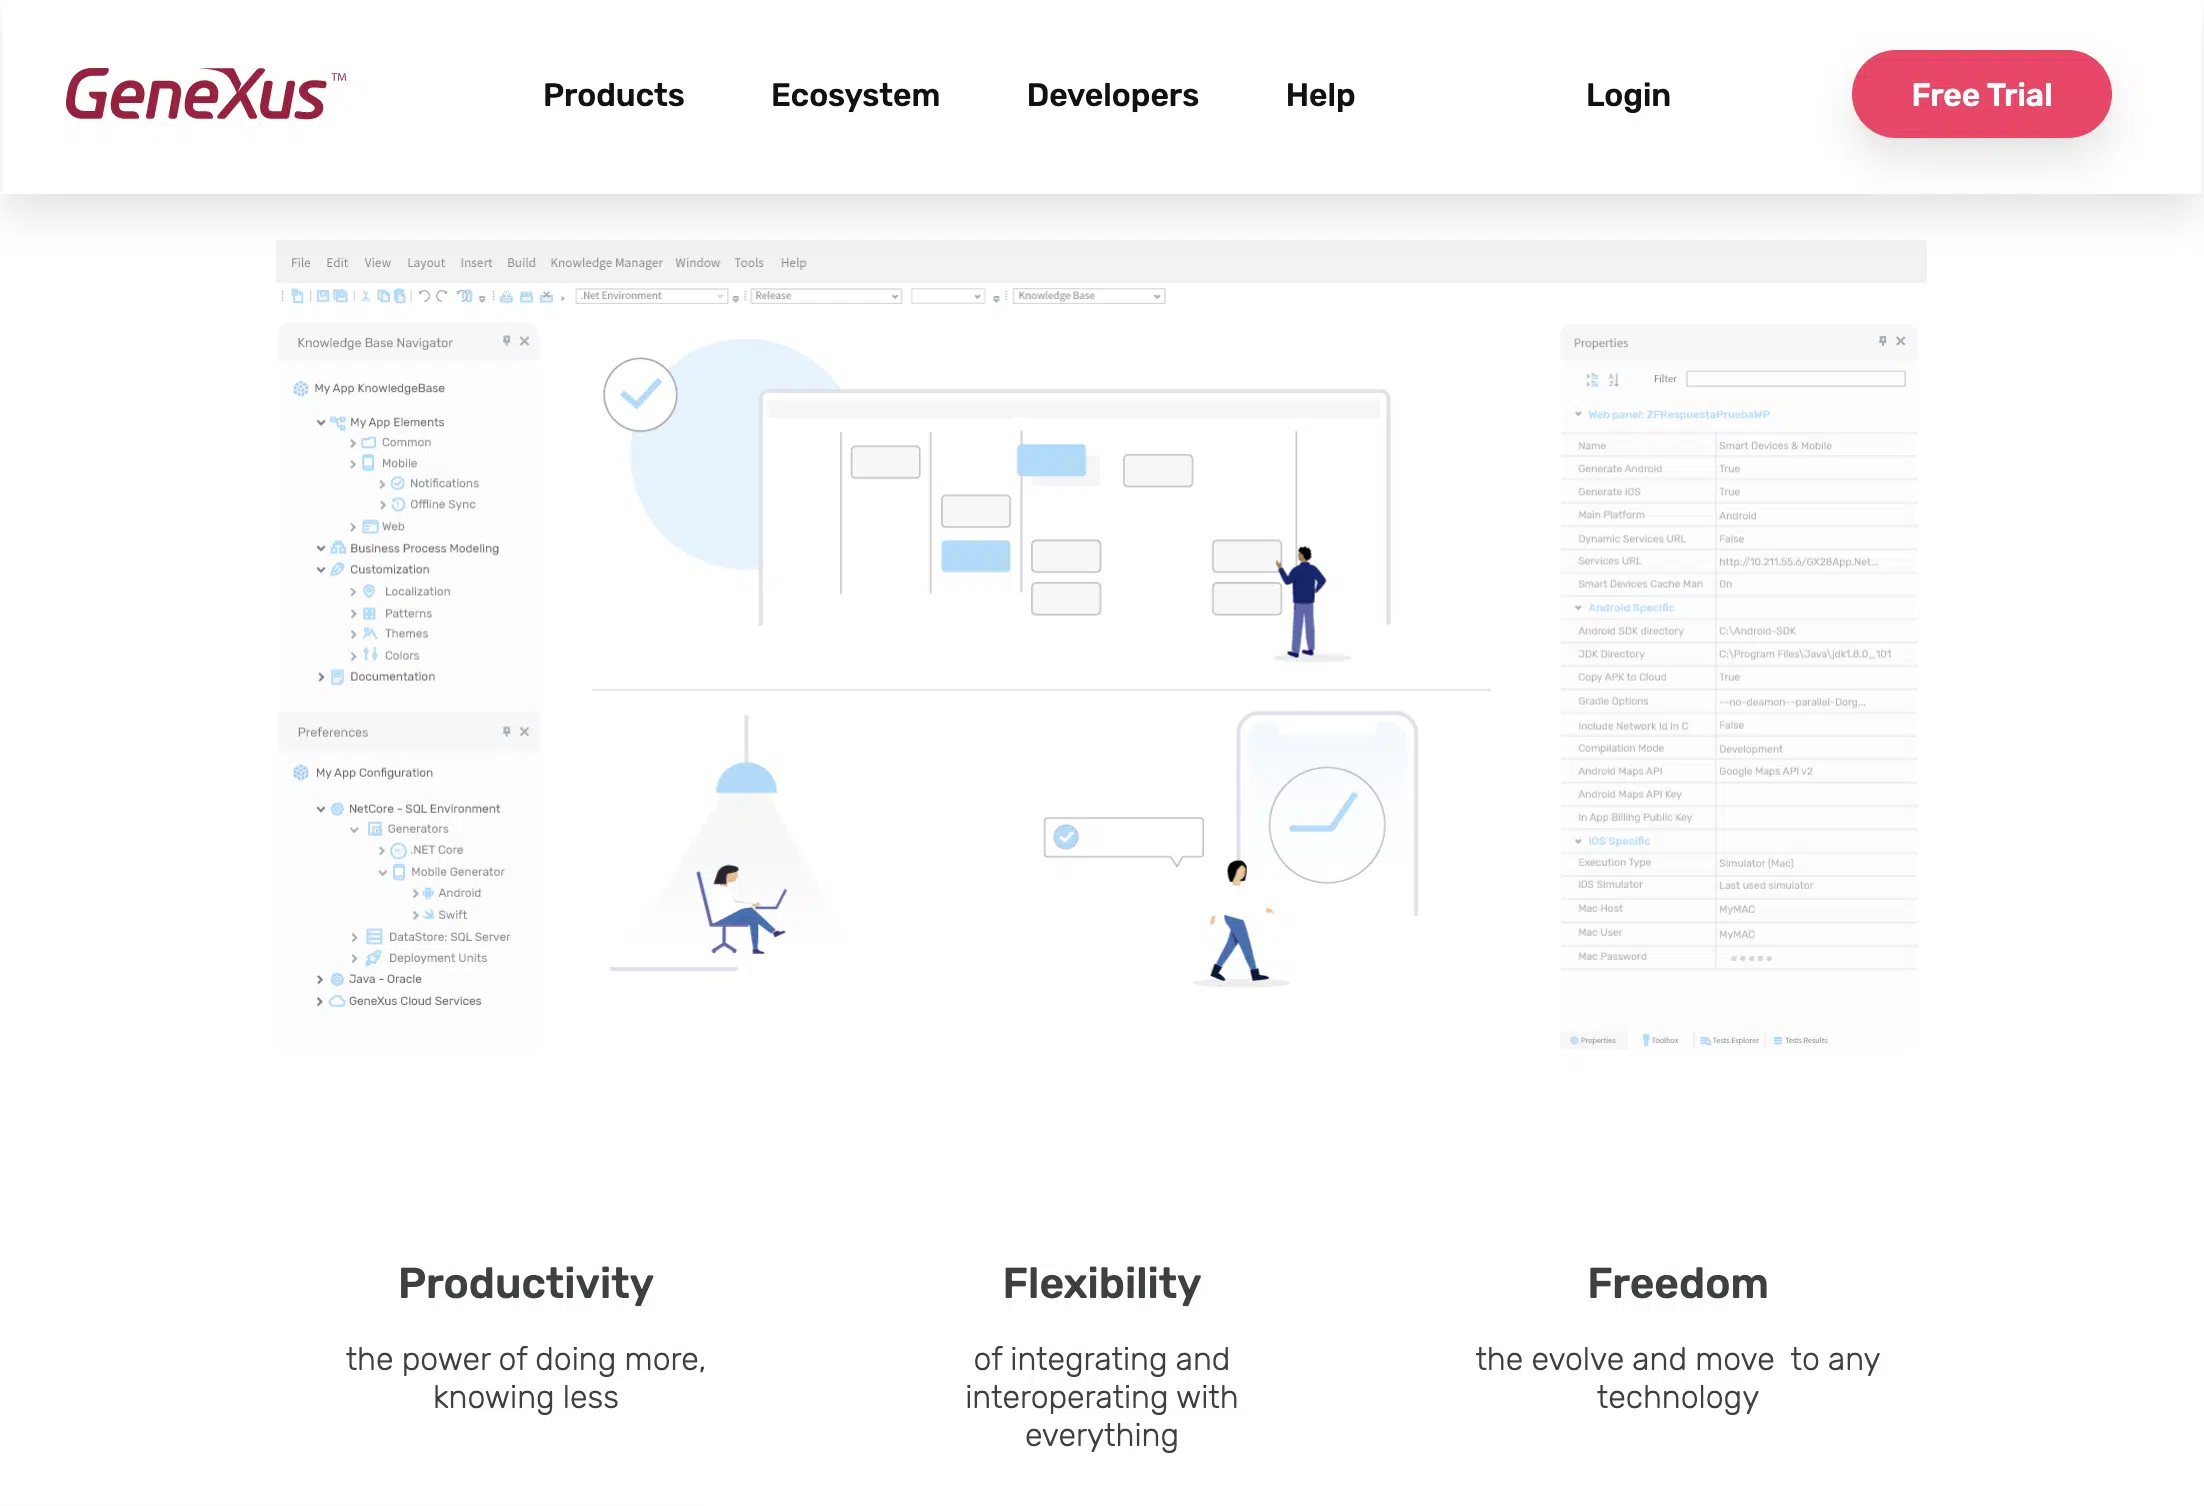 GeneXus™
Products
Ecosystem
Developers
Help
Login
Free Trial
File Edit View Layout Insert Build Knowledge Manager Window Tools Help
.Net Environment
Release
Knowledge Base
Knowledge Base Navigator
My App KnowledgeBase
My App Elements
Common
Mobile
Notifications
Offline Sync
Web
Business Process Modeling
Customization
Localization
Patterns
Themes
Colors
Documentation
Preferences
My App Configuration
NetCore - SQL Environment
Generators
.NET Core
Mobile Generator
Android
Swift
DataStore: SQL Server
Deployment Units
Java - Oracle
GeneXus Cloud Services
Properties
Filter
Web panel: ZFRespuestaPruebaWP
Name Smart Devices & Mobile
Generate Android True
Generate iOS True
Main Platform Android
Dynamic Services URL False
Services URL http://10.211.55.6/GX28App.Net...
Smart Devices Cache Man On
Android Specific
Android SDK directory C:\Android-SDK
JDK Directory C:\Program Files\Java\jdk1.8.0_101
Copy APK to Cloud True
Gradle Options --no-deamon--parallel-Dorg...
Include Network Id in C False
Compilation Mode Development
Android Maps API Google Maps API v2
Android Maps API Key
In App Billing Public Key
iOS Specific
Execution Type Simulator (Mac)
iOS Simulator Last used simulator
Mac Host MyMAC
Mac User MyMAC
Mac Password
Properties Toolbox Tests Explorer Tests Results
Productivity
the power of doing more,
knowing less
Flexibility
of integrating and
interoperating with
everything
Freedom
the evolve and move to any
technology